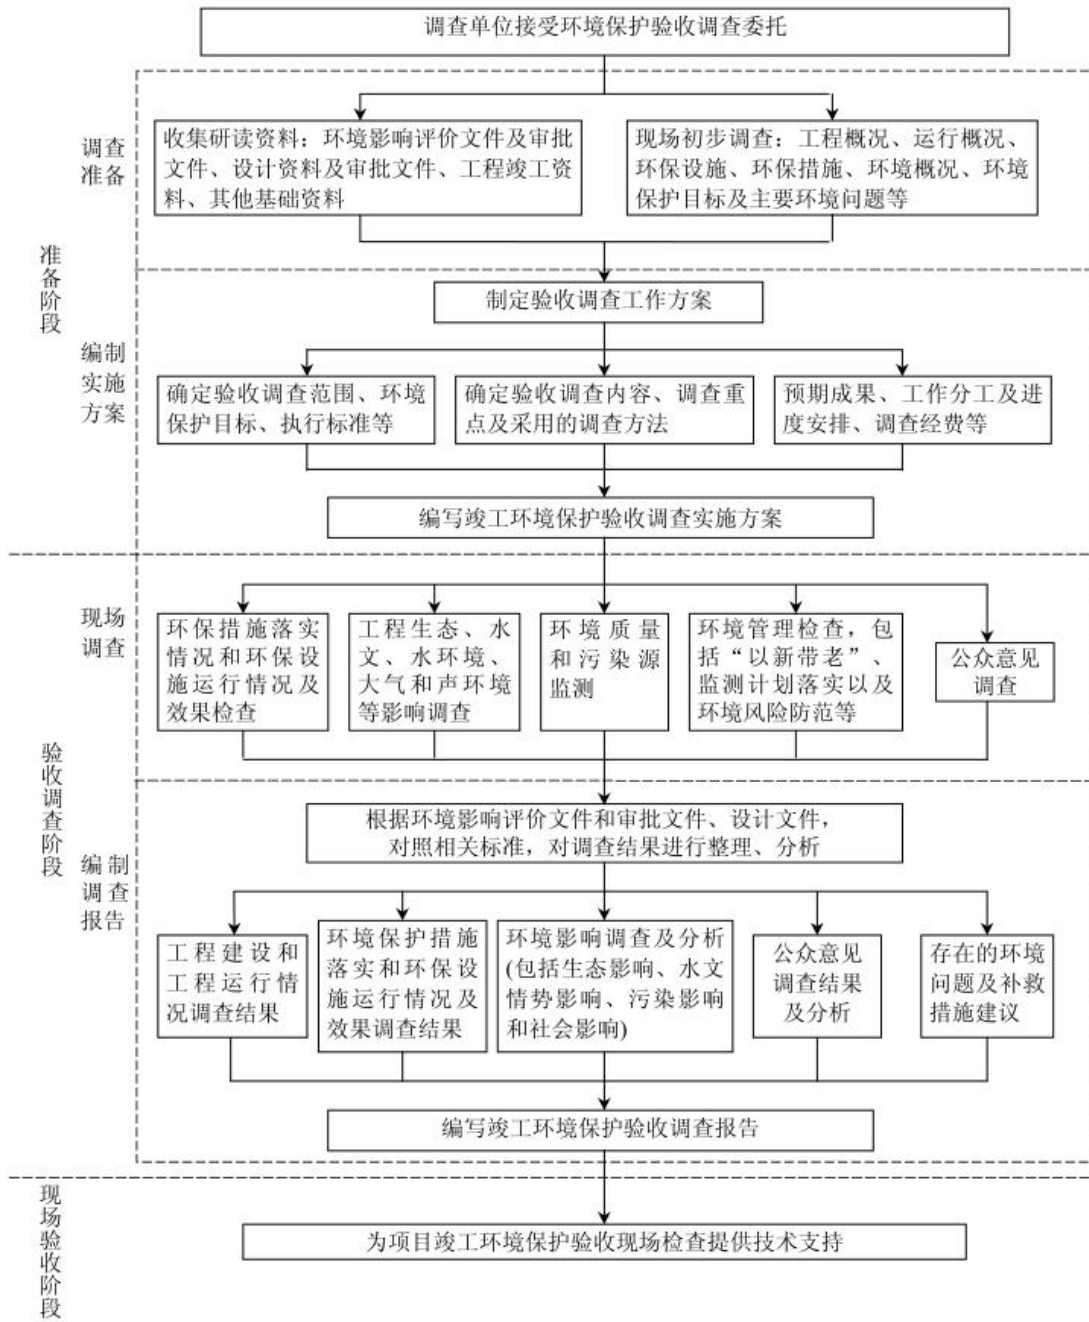 调查单位接受环境保护验收调查委托
调查
准备
收集研读资料：环境影响评价文件及审批
文件、设计资料及审批文件、工程竣工资
料、其他基础资料
现场初步调查：工程概况、运行概况、
环保设施、环保措施、环境概况、环境
保护目标及主要环境问题等
准备阶段
制定验收调查工作方案
编制
实施
方案
确定验收调查范围、环境
保护目标、执行标准等
确定验收调查内容、调查重
点及采用的调查方法
预期成果、工作分工及进
度安排、调查经费等
编写竣工环境保护验收调查实施方案
现场
调查
环保措施落实
情况和环保设
施运行情况及
效果检查
工程生态、水
文、水环境、
大气和声环境
等影响调查
环境质量
和污染源
监测
环境管理检查，包
括“以新带老”、
监测计划落实以及
环境风险防范等
公众意见
调查
验收调查阶段
根据环境影响评价文件和审批文件、设计文件，
对照相关标准，对调查结果进行整理、分析
编制
调查
报告
工程建设和
工程运行情
况调查结果
环境保护措施
落实和环保设
施运行情况及
效果调查结果
环境影响调查及分析
(包括生态影响、水文
情势影响、污染影响
和社会影响)
公众意见
调查结果
及分析
存在的环境
问题及补救
措施建议
编写竣工环境保护验收调查报告
现场验收阶段
为项目竣工环境保护验收现场检查提供技术支持